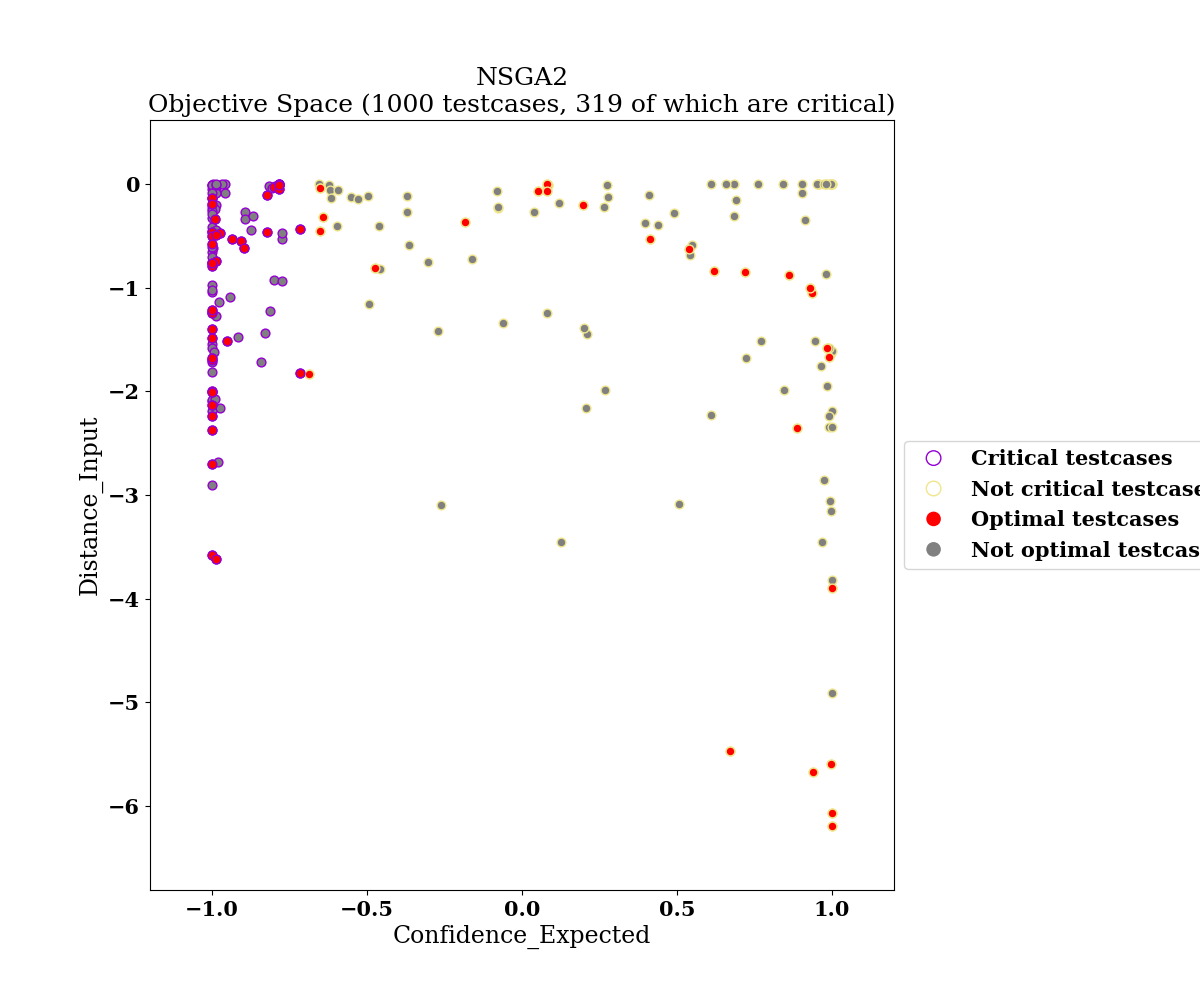 NSGA2
Objective Space (1000 testcases, 319 of which are critical)
0
−1
−2
−3
−4
−5
−6
Distance_Input
−1.0
−0.5
0.0
0.5
1.0
Confidence_Expected
Critical testcases
Not critical testcase
Optimal testcases
Not optimal testcas